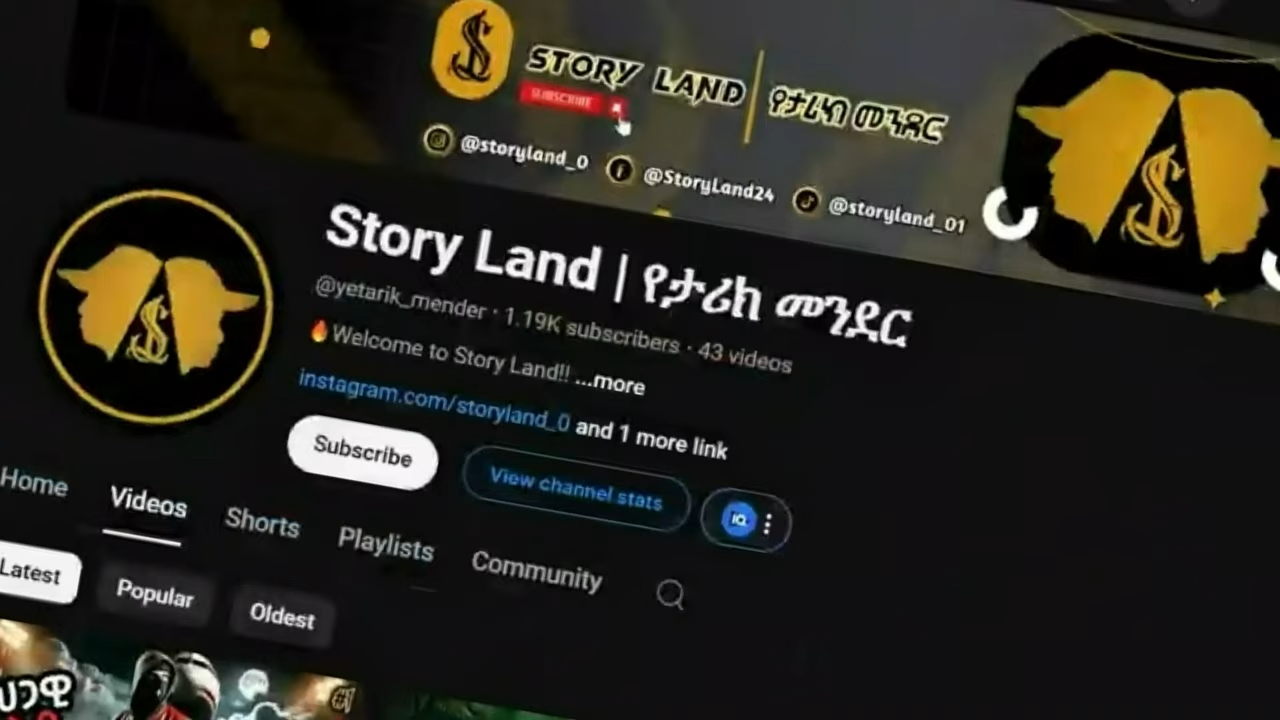 STORY LAND
የታሪክ መንደር
SUBSCRIBE
@storyland_0
@StoryLand24
@storyland_01
Story Land | የታሪክ መንደር
@yetarik_mender · 1.19K subscribers · 43 videos
🔥Welcome to Story Land!! ...more
instagram.com/storyland_0 and 1 more link
Subscribe
View channel stats
IQ
Home
Videos
Shorts
Playlists
Community
Latest
Popular
Oldest